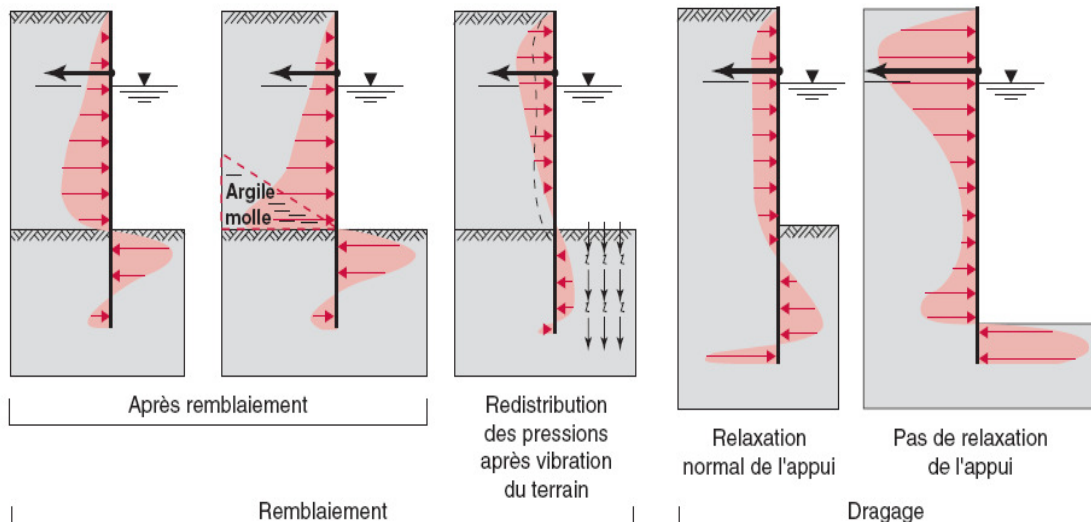 Argile
molle
Après remblaiement
Redistribution
des pressions
après vibration
du terrain
Relaxation
normal de l'appui
Pas de relaxation
de l'appui
Remblaiement
Dragage